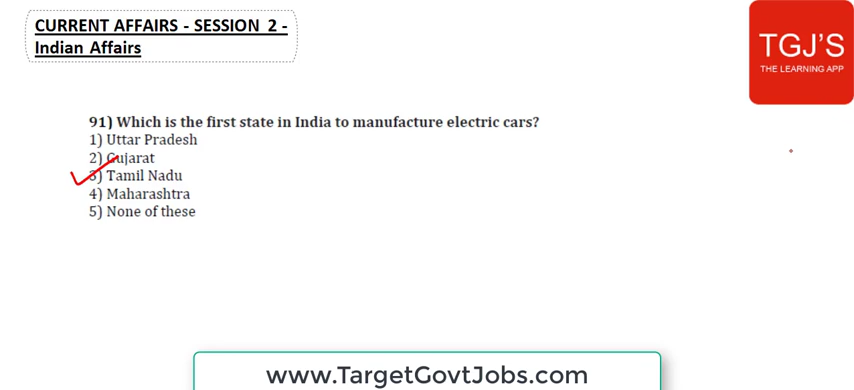 CURRENT AFFAIRS - SESSION 2 -
Indian Affairs
TGJ'S
THE LEARNING APP
91) Which is the first state in India to manufacture electric cars?
1) Uttar Pradesh
2) Gujarat
3) Tamil Nadu
4) Maharashtra
5) None of these
www.TargetGovtJobs.com